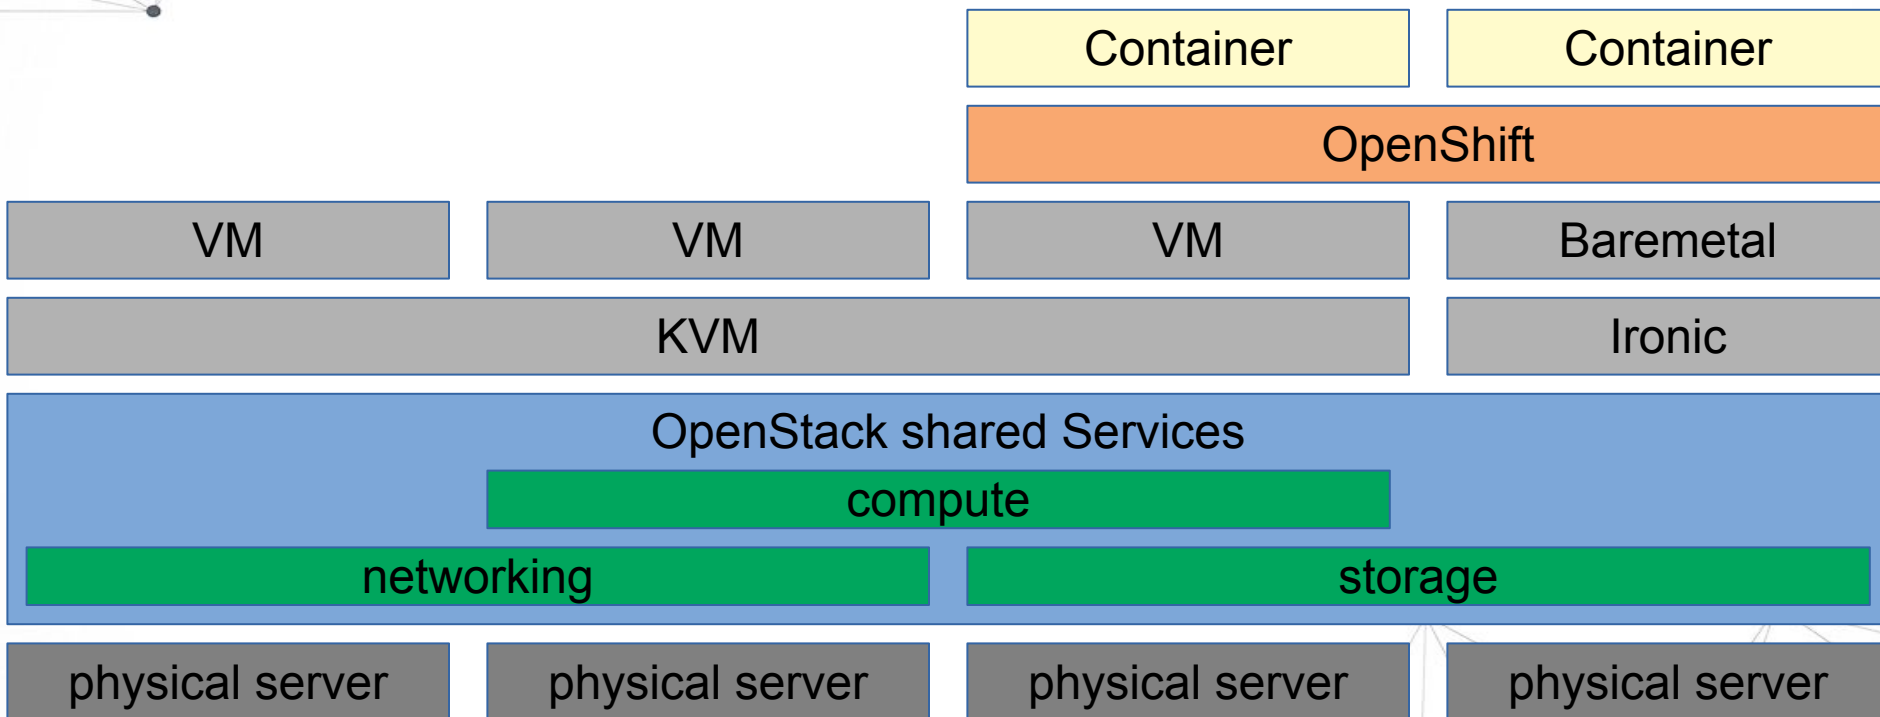 Container Container
OpenShift
VM VM VM Baremetal
KVM Ironic
OpenStack shared Services
compute
networking storage
physical server physical server physical server physical server